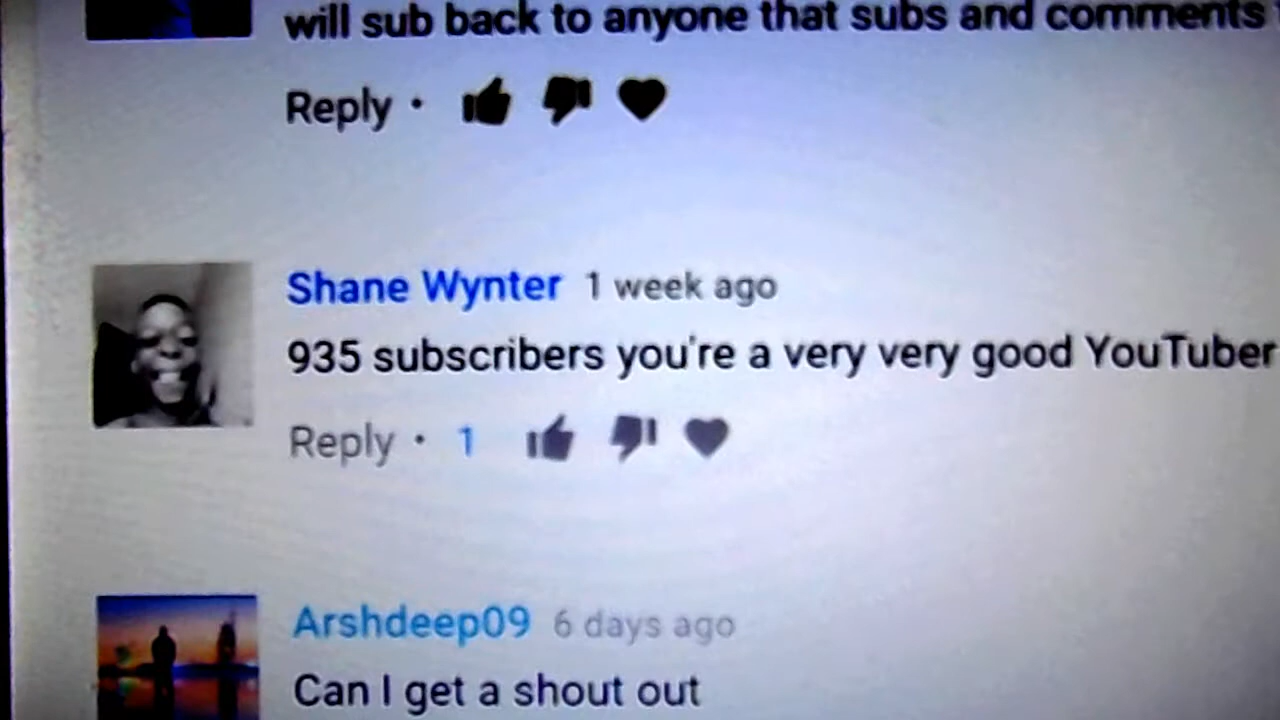 will sub back to anyone that subs and comments
Reply •
Shane Wynter 1 week ago
935 subscribers you're a very very good YouTuber
Reply • 1
Arshdeep09 6 days ago
Can I get a shout out